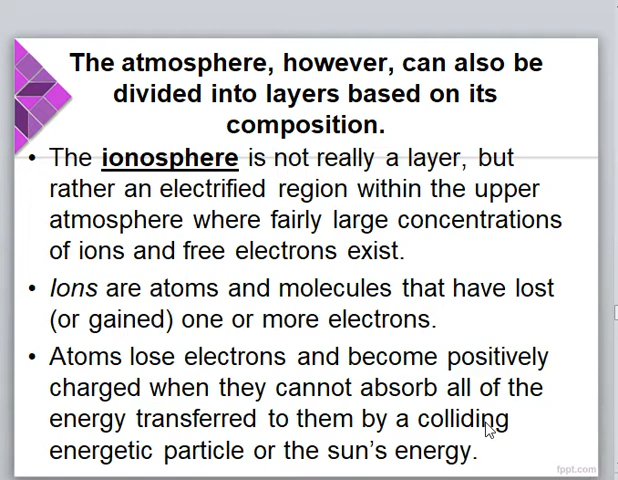 The atmosphere, however, can also be
divided into layers based on its
composition.
• The ionosphere is not really a layer, but
rather an electrified region within the upper
atmosphere where fairly large concentrations
of ions and free electrons exist.
• Ions are atoms and molecules that have lost
(or gained) one or more electrons.
• Atoms lose electrons and become positively
charged when they cannot absorb all of the
energy transferred to them by a colliding
energetic particle or the sun's energy.
fppt.com